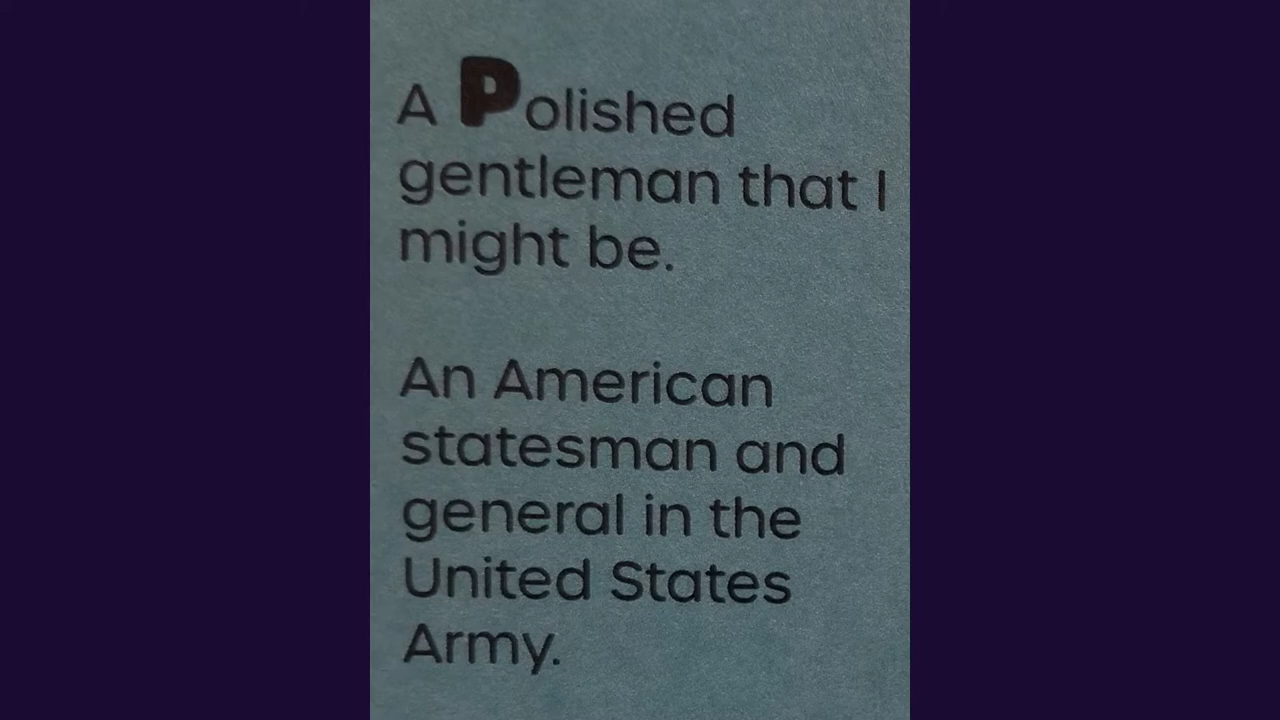 A Polished
gentleman that I
might be.
An American
statesman and
general in the
United States
Army.